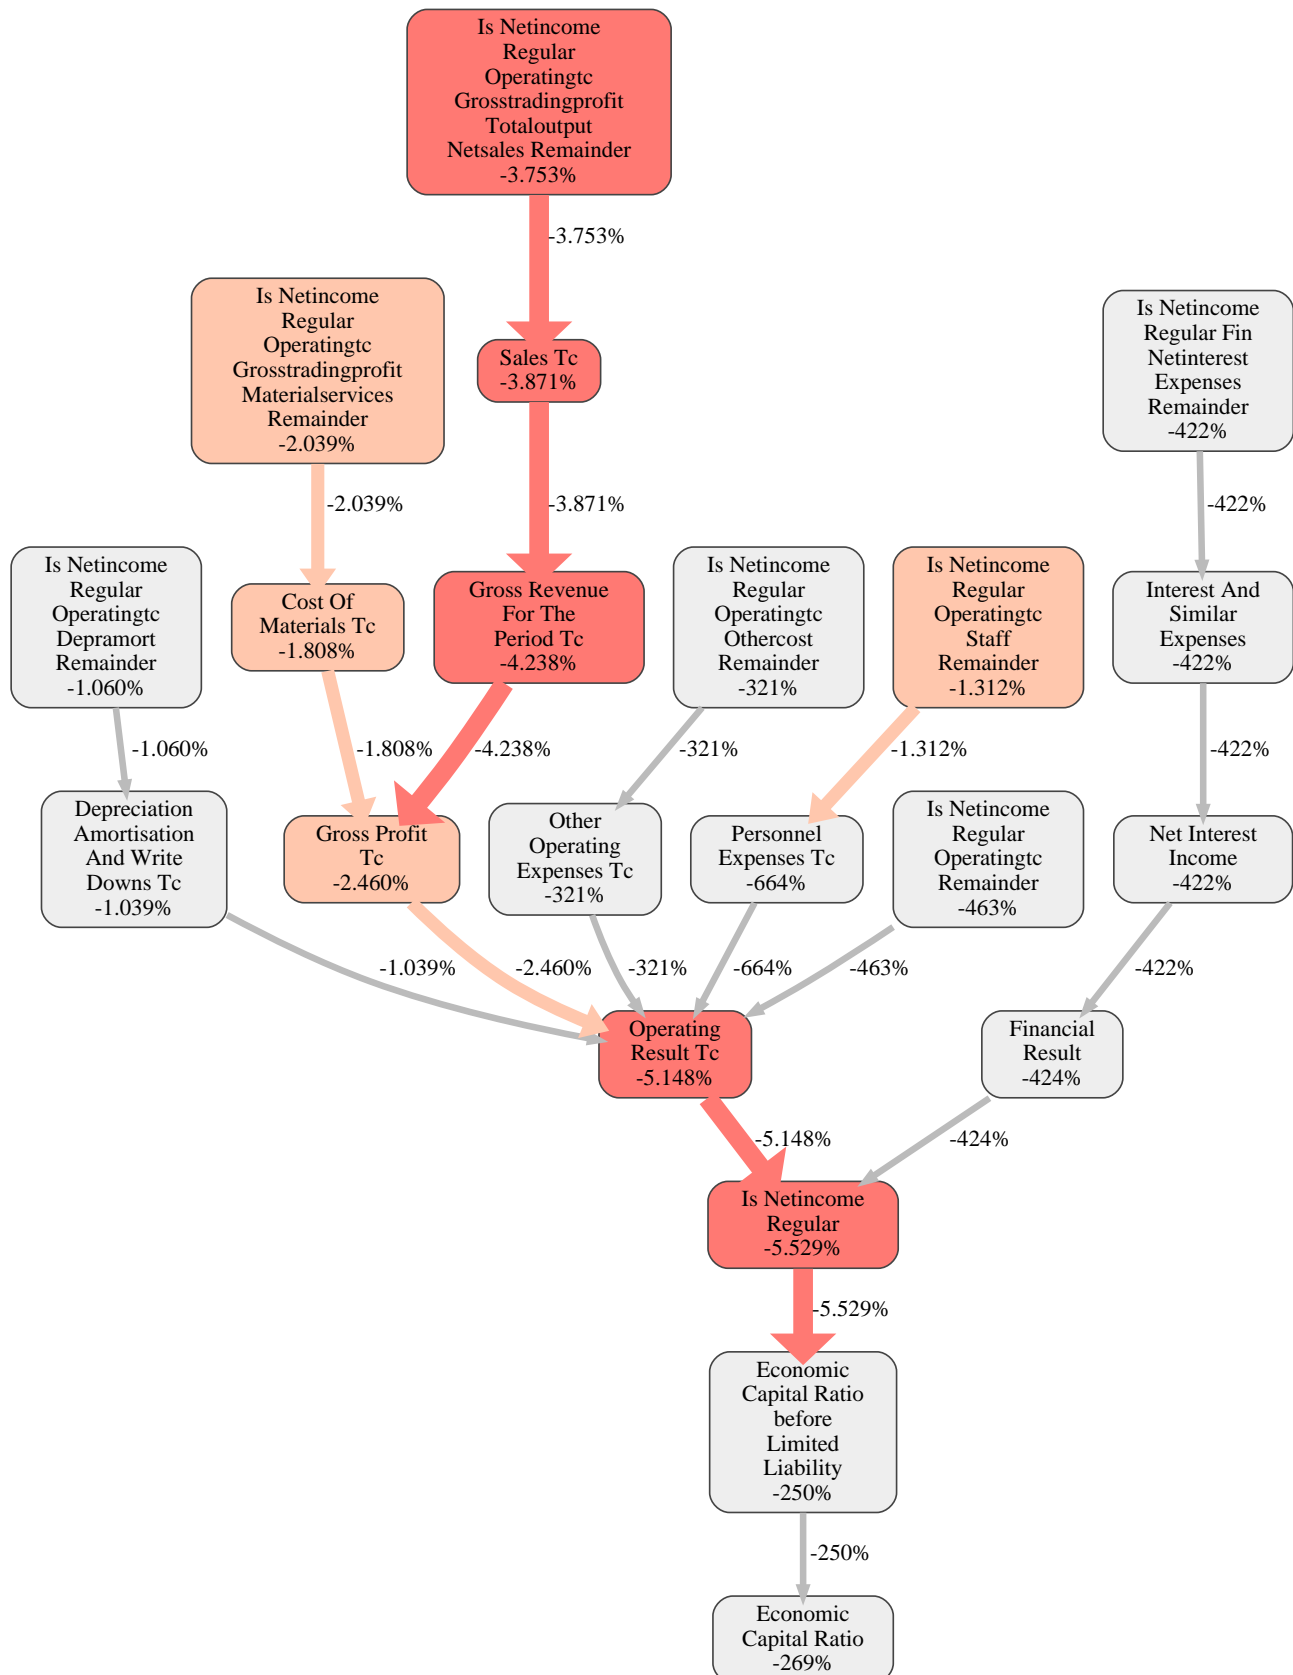 Is Netincome
Regular
Operatingtc
Grosstradingprofit
Totaloutput
Netsales Remainder
-3.753%
-3.753%
Is Netincome
Regular
Operatingtc
Grosstradingprofit
Materialservices
Remainder
-2.039%
Is Netincome
Regular Fin
Netinterest
Expenses
Remainder
-422%
Sales Tc
-3.871%
-2.039%
-3.871%
-422%
Is Netincome
Regular
Operatingtc
Depramort
Remainder
-1.060%
Cost Of
Materials Tc
-1.808%
Gross Revenue
For The
Period Tc
-4.238%
Is Netincome
Regular
Operatingtc
Othercost
Remainder
-321%
Is Netincome
Regular
Operatingtc
Staff
Remainder
-1.312%
Interest And
Similar
Expenses
-422%
-1.060%
-1.808%
-4.238%
-321%
-1.312%
-422%
Depreciation
Amortisation
And Write
Downs Tc
-1.039%
Gross Profit
Tc
-2.460%
Other
Operating
Expenses Tc
-321%
Personnel
Expenses Tc
-664%
Is Netincome
Regular
Operatingtc
Remainder
-463%
Net Interest
Income
-422%
-1.039%
-2.460%
-321%
-664%
-463%
-422%
Operating
Result Tc
-5.148%
Financial
Result
-424%
-5.148%
-424%
Is Netincome
Regular
-5.529%
-5.529%
Economic
Capital Ratio
before
Limited
Liability
-250%
-250%
Economic
Capital Ratio
-269%